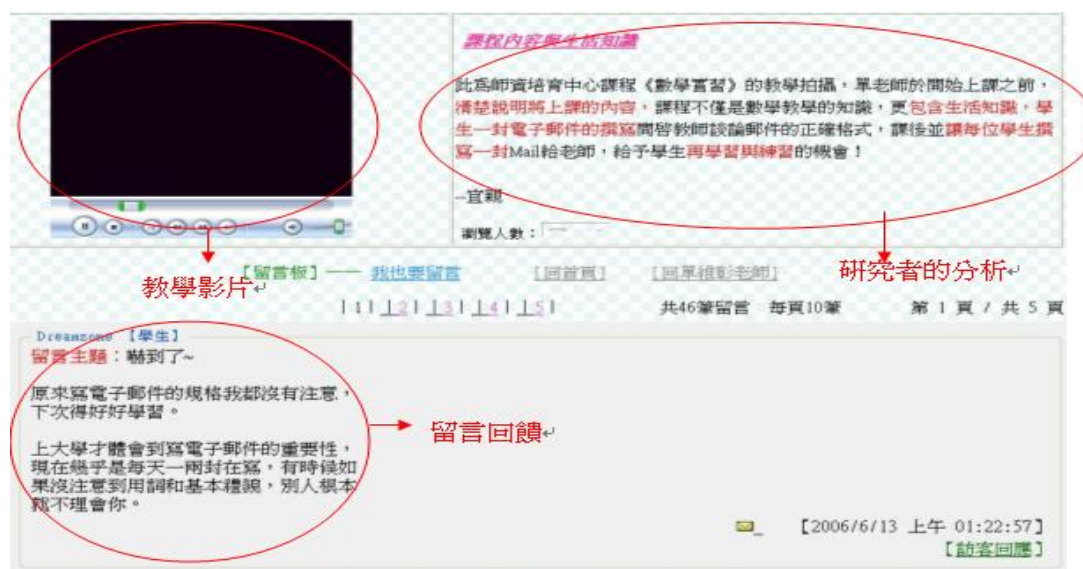 課程內容與生活知識
此為師資培育中心課程《數學實習》的教學拍攝，單老師於開始上課之前，
清楚說明將上課的內容，課程不僅是數學教學的知識，更包含生活知識，學
生一封電子郵件的撰寫開啓教師談論郵件的正確格式，課後並讓每位學生撰
寫一封Mail給老師，給予學生再學習與練習的機會！
--宜親
瀏覽人數：
教學影片
研究者的分析
【留言板】—— 我也要留言 【回首頁】 【回單維彰老師】
| 1 | | 2 | | 3 | | 4 | | 5 | 共46筆留言 每頁10筆 第 1 頁 / 共 5 頁
Dreamzone 【學生】
留言主題：嚇到了~
原來寫電子郵件的規格我都沒有注意，
下次得好好學習。
留言回饋
上大學才體會到寫電子郵件的重要性，
現在幾乎是每天一兩封在寫，有時候如
果沒注意到用詞和基本禮貌，別人根本
就不理會你。
【2006/6/13 上午 01:22:57】
【訪客回應】